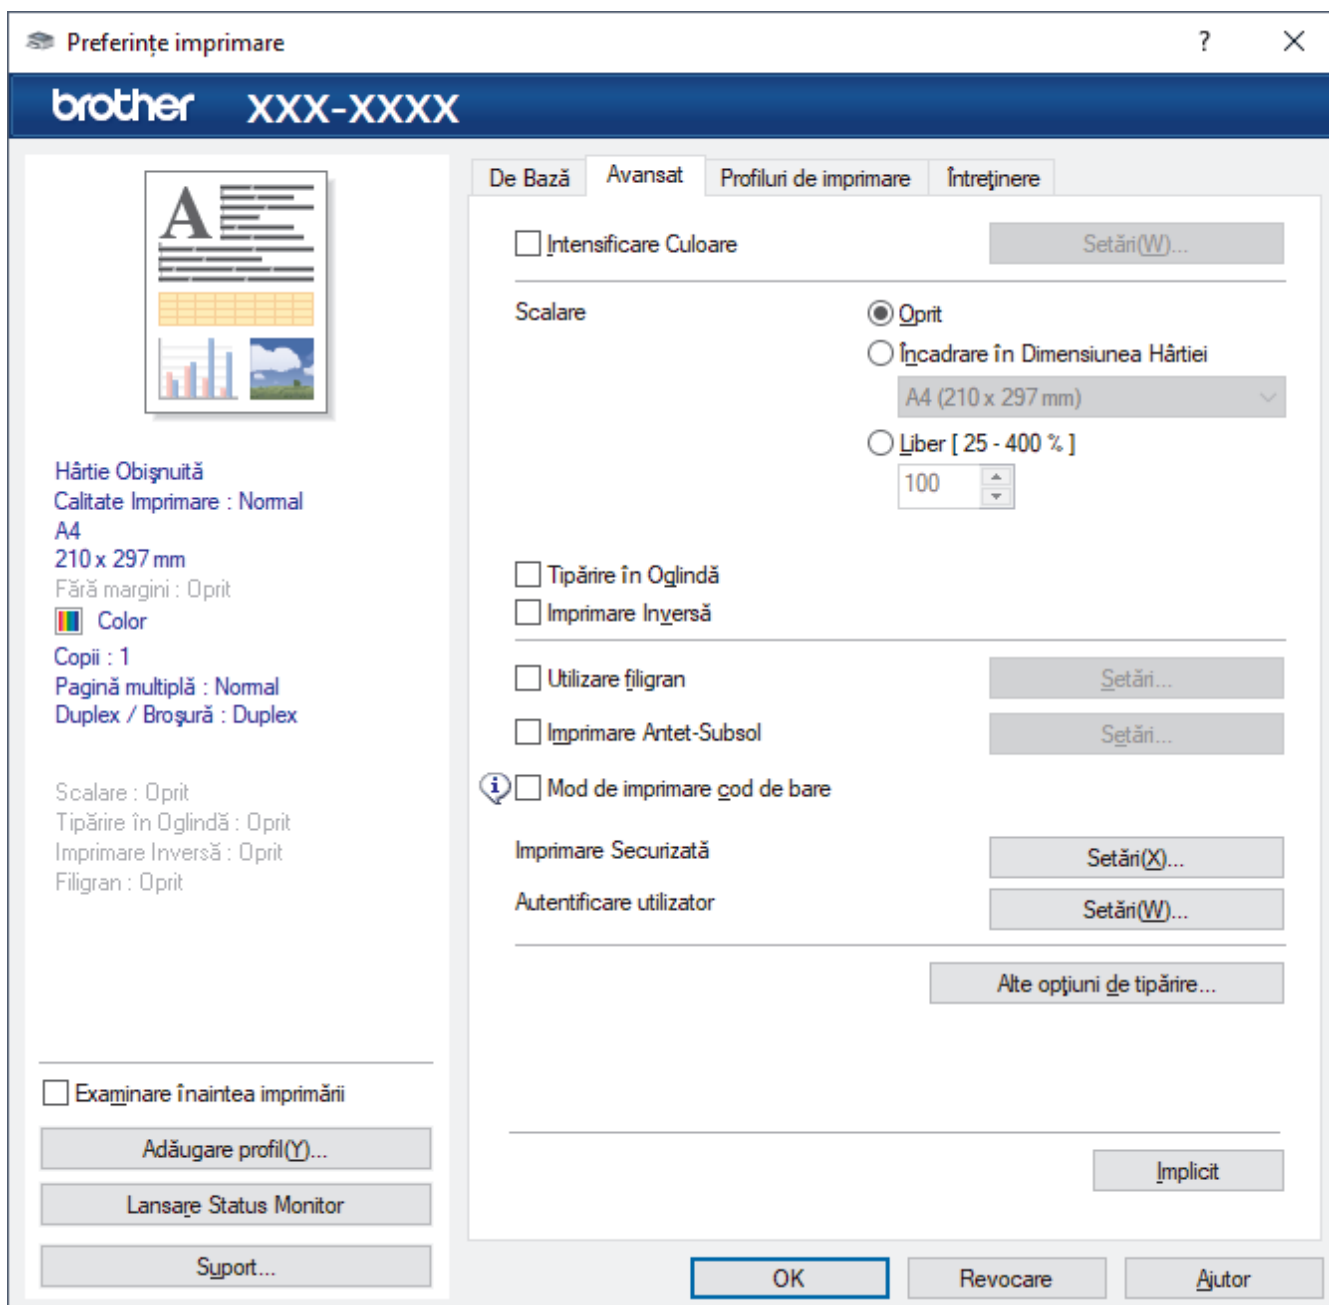 Preferințe imprimare
?
brother XXX-XXXX
A
Hârtie Obişnuită
Calitate Imprimare : Normal
A4
210 x 297 mm
Fără margini : Oprit
Color
Copii : 1
Pagină multiplă : Normal
Duplex / Broşură : Duplex
Scalare : Oprit
Tipărire în Oglindă : Oprit
Imprimare Inversă : Oprit
Filigran : Oprit
Examinare înaintea imprimării
Adăugare profil(Y)...
Lansare Status Monitor
Suport...
De Bază Avansat Profiluri de imprimare Întreţinere
Intensificare Culoare Setări(W)...
Scalare Oprit
Încadrare în Dimensiunea Hârtiei
A4 (210 x 297 mm)
Liber [ 25 - 400 % ]
100
Tipărire în Oglindă
Imprimare Inversă
Utilizare filigran Setări...
Imprimare Antet-Subsol Setări...
i Mod de imprimare cod de bare
Imprimare Securizată Setări(X)...
Autentificare utilizator Setări(W)...
Alte opţiuni de tipărire...
Implicit
OK Revocare Ajutor